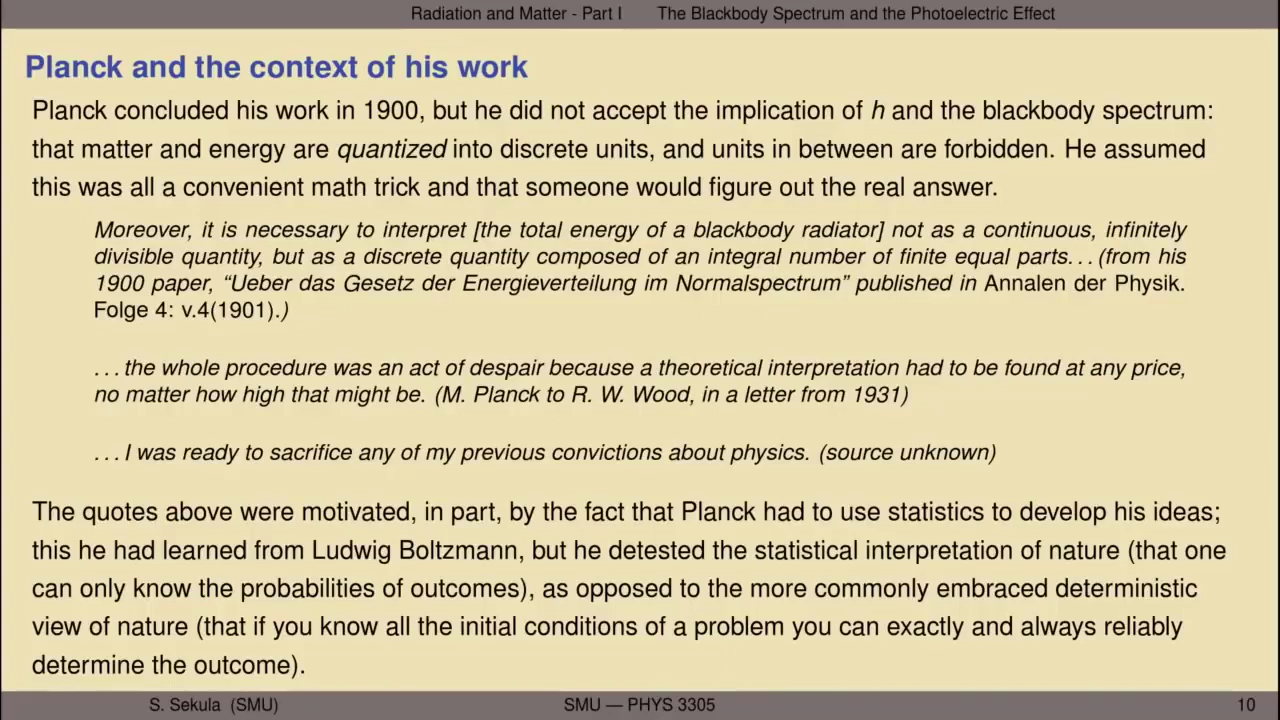 Radiation and Matter - Part I The Blackbody Spectrum and the Photoelectric Effect
Planck and the context of his work
Planck concluded his work in 1900, but he did not accept the implication of h and the blackbody spectrum:
that matter and energy are quantized into discrete units, and units in between are forbidden. He assumed
this was all a convenient math trick and that someone would figure out the real answer.
Moreover, it is necessary to interpret [the total energy of a blackbody radiator] not as a continuous, infinitely
divisible quantity, but as a discrete quantity composed of an integral number of finite equal parts. . . (from his
1900 paper, “Ueber das Gesetz der Energieverteilung im Normalspectrum” published in Annalen der Physik.
Folge 4: v.4(1901).)
. . . the whole procedure was an act of despair because a theoretical interpretation had to be found at any price,
no matter how high that might be. (M. Planck to R. W. Wood, in a letter from 1931)
. . . I was ready to sacrifice any of my previous convictions about physics. (source unknown)
The quotes above were motivated, in part, by the fact that Planck had to use statistics to develop his ideas;
this he had learned from Ludwig Boltzmann, but he detested the statistical interpretation of nature (that one
can only know the probabilities of outcomes), as opposed to the more commonly embraced deterministic
view of nature (that if you know all the initial conditions of a problem you can exactly and always reliably
determine the outcome).
S. Sekula (SMU) SMU — PHYS 3305 10